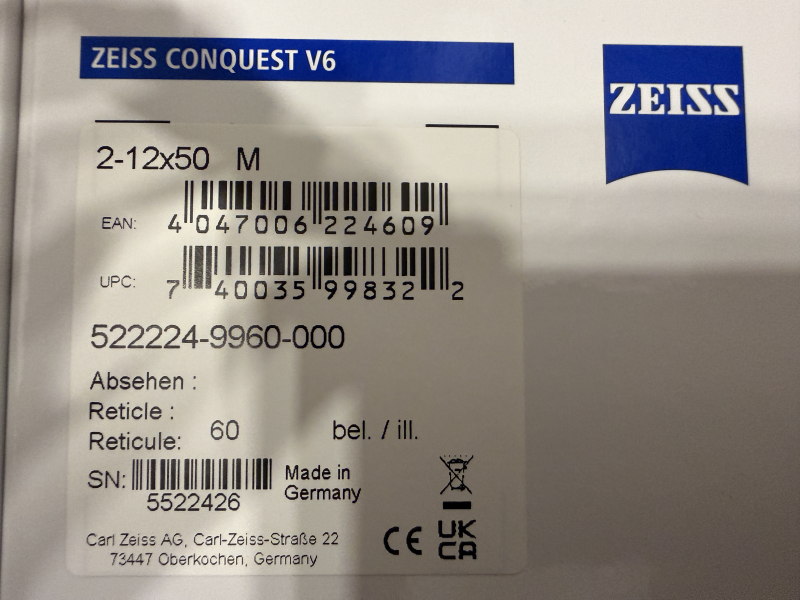 ZEISS CONQUEST V6
ZEISS
2-12x50 M
EAN: 4 047006 224609
UPC: 7 40035 99832 2
522224-9960-000
Absehen :
Reticle :
Reticule: 60 bel. / ill.
SN: 5522426
Made in
Germany
Carl Zeiss AG, Carl-Zeiss-Straße 22
73447 Oberkochen, Germany
CE UK
CA